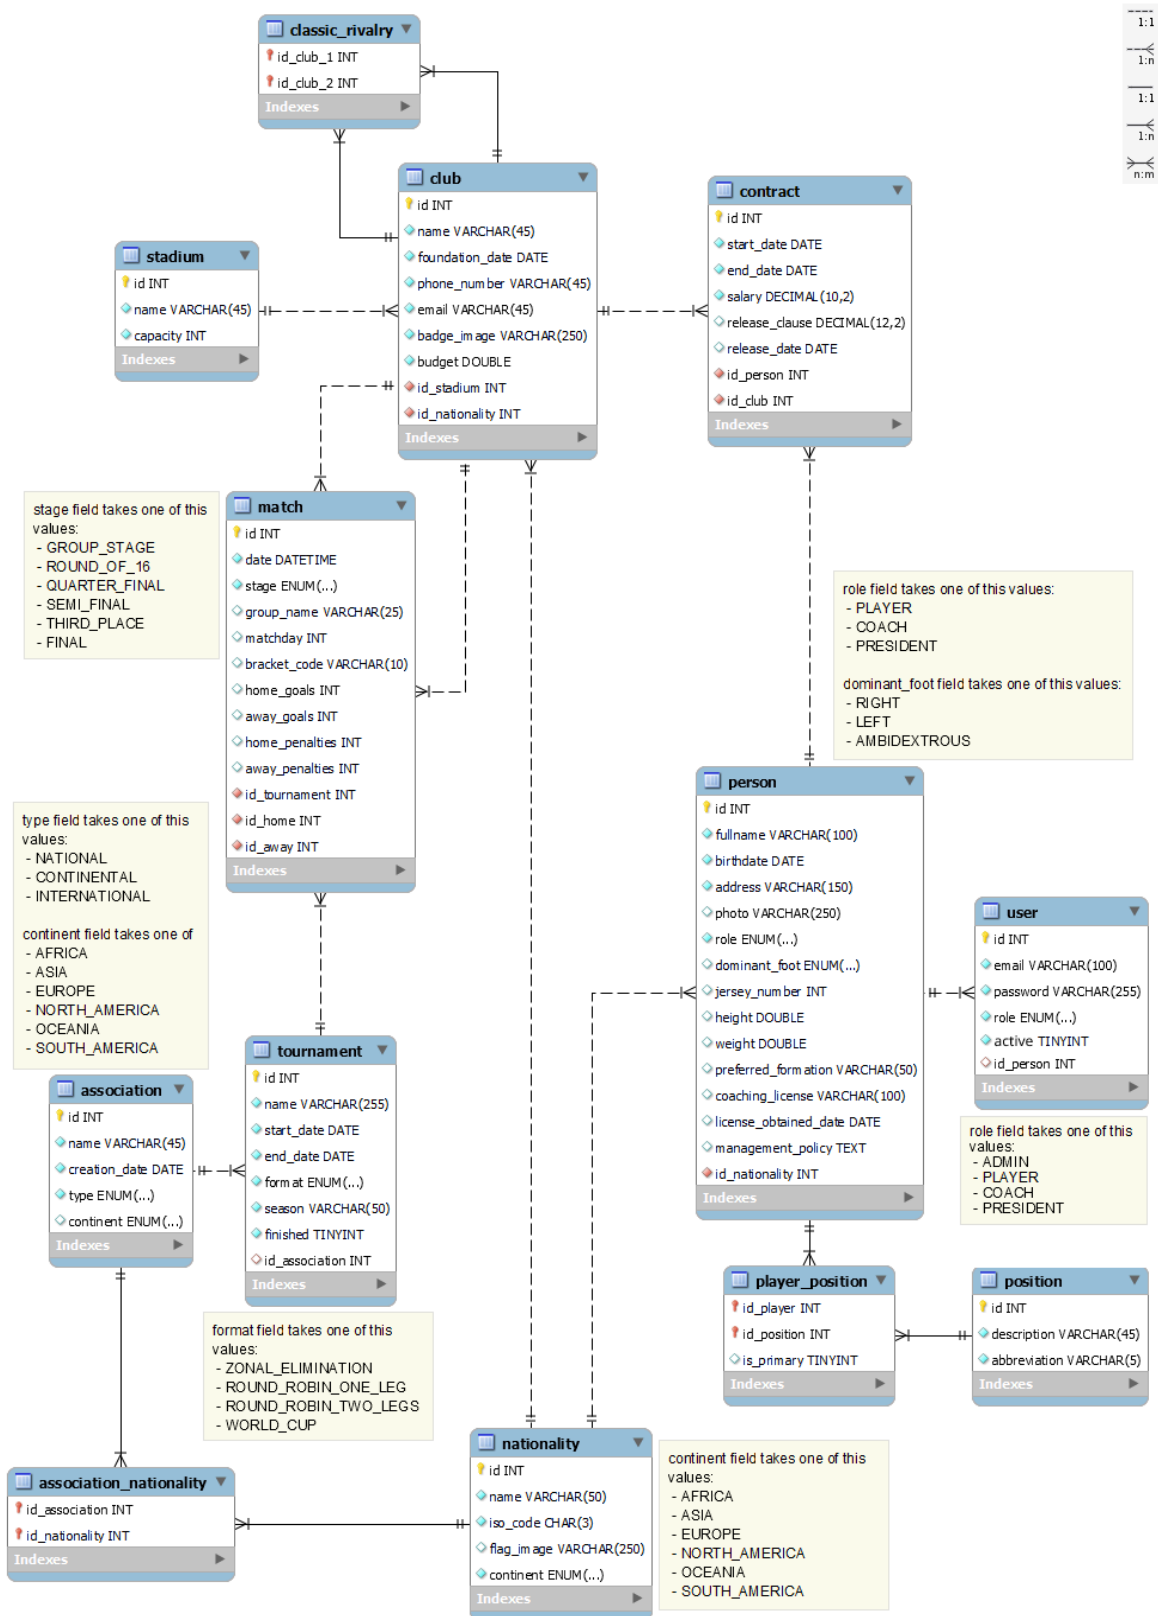 classic_rivalry
id_club_1 INT
id_club_2 INT
Indexes
1:1
1:n
1:1
1:n
n:m
club
id INT
name VARCHAR(45)
foundation_date DATE
phone_number VARCHAR(45)
email VARCHAR(45)
badge_image VARCHAR(250)
budget DOUBLE
id_stadium INT
id_nationality INT
Indexes
contract
id INT
start_date DATE
end_date DATE
salary DECIMAL(10,2)
release_clause DECIMAL(12,2)
release_date DATE
id_person INT
id_club INT
Indexes
stadium
id INT
name VARCHAR(45)
capacity INT
Indexes
stage field takes one of this
values:
- GROUP_STAGE
- ROUND_OF_16
- QUARTER_FINAL
- SEMI_FINAL
- THIRD_PLACE
- FINAL
match
id INT
date DATETIME
stage ENUM(...)
group_name VARCHAR(25)
matchday INT
bracket_code VARCHAR(10)
home_goals INT
away_goals INT
home_penalties INT
away_penalties INT
id_tournament INT
id_home INT
id_away INT
Indexes
role field takes one of this values:
- PLAYER
- COACH
- PRESIDENT
dominant_foot field takes one of this values:
- RIGHT
- LEFT
- AMBIDEXTROUS
type field takes one of this
values:
- NATIONAL
- CONTINENTAL
- INTERNATIONAL
continent field takes one of
- AFRICA
- ASIA
- EUROPE
- NORTH_AMERICA
- OCEANIA
- SOUTH_AMERICA
person
id INT
fullname VARCHAR(100)
birthdate DATE
address VARCHAR(150)
photo VARCHAR(250)
role ENUM(...)
dominant_foot ENUM(...)
jersey_number INT
height DOUBLE
weight DOUBLE
preferred_formation VARCHAR(50)
coaching_license VARCHAR(100)
license_obtained_date DATE
management_policy TEXT
id_nationality INT
Indexes
user
id INT
email VARCHAR(100)
password VARCHAR(255)
role ENUM(...)
active TINYINT
id_person INT
Indexes
role field takes one of this
values:
- ADMIN
- PLAYER
- COACH
- PRESIDENT
association
id INT
name VARCHAR(45)
creation_date DATE
type ENUM(...)
continent ENUM(...)
Indexes
tournament
id INT
name VARCHAR(255)
start_date DATE
end_date DATE
format ENUM(...)
season VARCHAR(50)
finished TINYINT
id_association INT
Indexes
format field takes one of this
values:
- ZONAL_ELIMINATION
- ROUND_ROBIN_ONE_LEG
- ROUND_ROBIN_TWO_LEGS
- WORLD_CUP
player_position
id_player INT
id_position INT
is_primary TINYINT
Indexes
position
id INT
description VARCHAR(45)
abbreviation VARCHAR(5)
Indexes
association_nationality
id_association INT
id_nationality INT
Indexes
nationality
id INT
name VARCHAR(50)
iso_code CHAR(3)
flag_image VARCHAR(250)
continent ENUM(...)
Indexes
continent field takes one of this
values:
- AFRICA
- ASIA
- EUROPE
- NORTH_AMERICA
- OCEANIA
- SOUTH_AMERICA